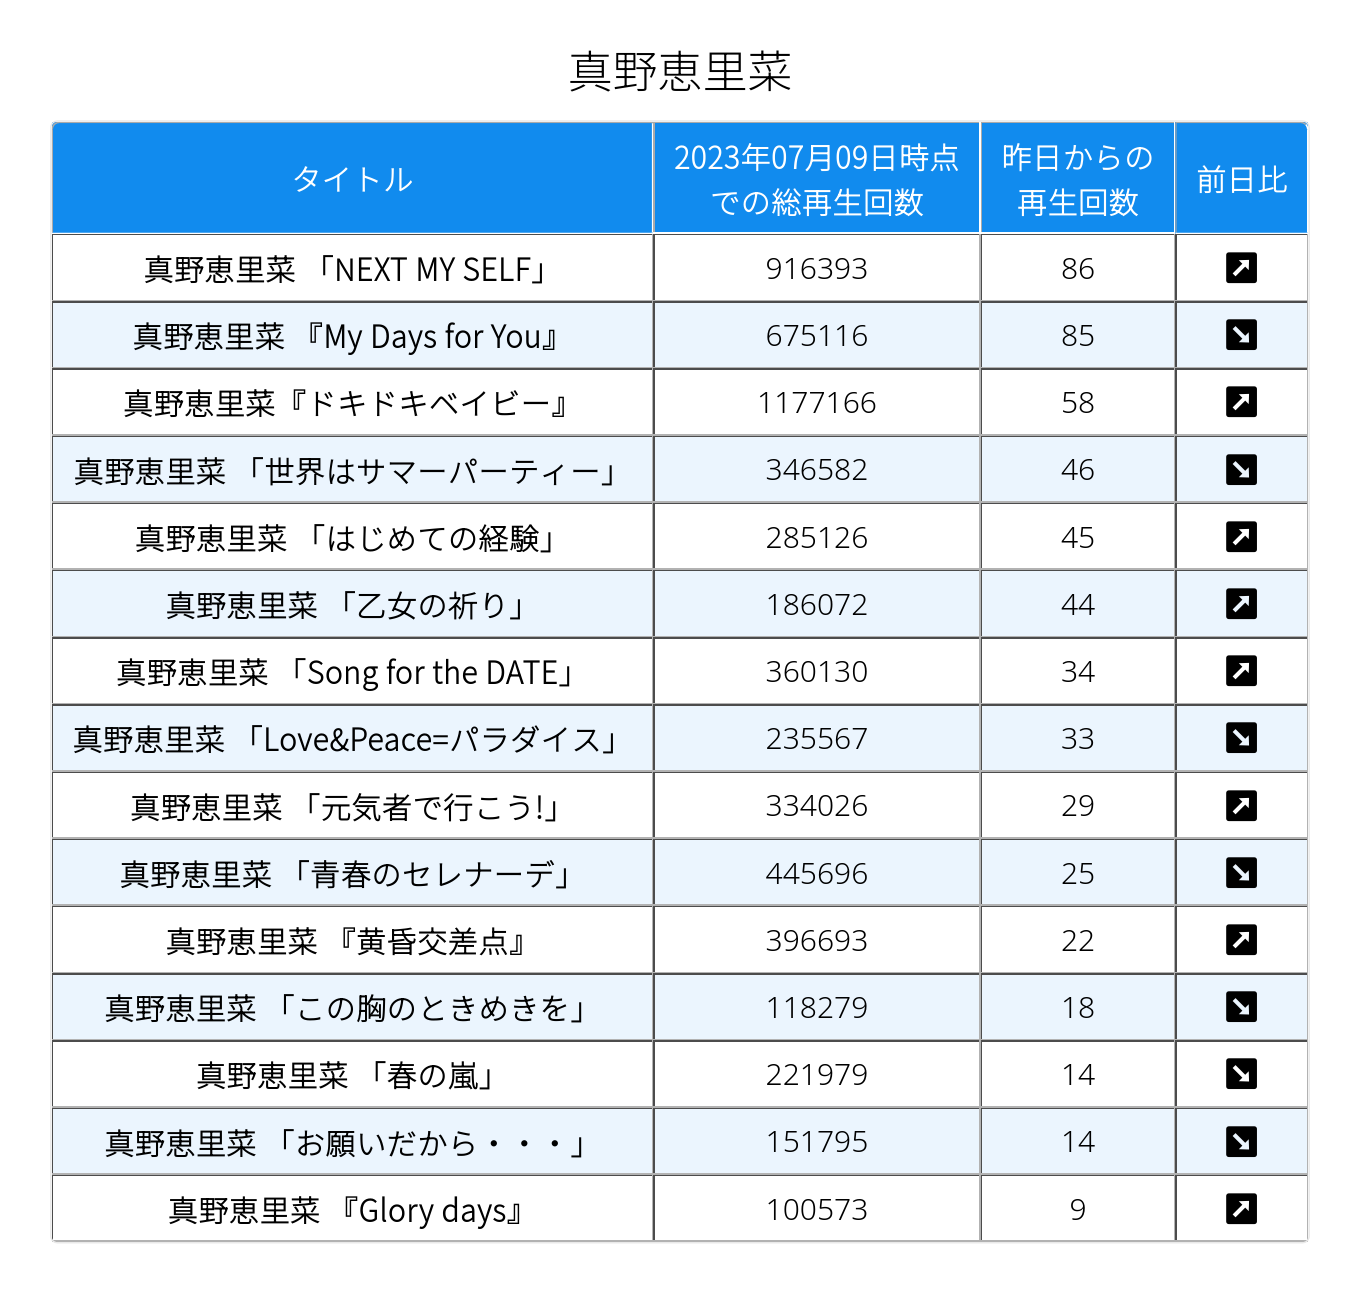 真野恵里菜
タイトル 2023年07月09日時点での総再生回数 昨日からの再生回数 前日比
真野恵里菜 「NEXT MY SELF」 916393 86 ↗
真野恵里菜 『My Days for You』 675116 85 ↘
真野恵里菜『ドキドキベイビー』 1177166 58 ↗
真野恵里菜 「世界はサマーパーティー」 346582 46 ↘
真野恵里菜 「はじめての経験」 285126 45 ↗
真野恵里菜 「乙女の祈り」 186072 44 ↗
真野恵里菜 「Song for the DATE」 360130 34 ↗
真野恵里菜 「Love&Peace=パラダイス」 235567 33 ↘
真野恵里菜 「元気者で行こう!」 334026 29 ↗
真野恵里菜 「青春のセレナーデ」 445696 25 ↘
真野恵里菜 『黄昏交差点』 396693 22 ↗
真野恵里菜 「この胸のときめきを」 118279 18 ↘
真野恵里菜 「春の嵐」 221979 14 ↘
真野恵里菜 「お願いだから・・・」 151795 14 ↘
真野恵里菜 『Glory days』 100573 9 ↗